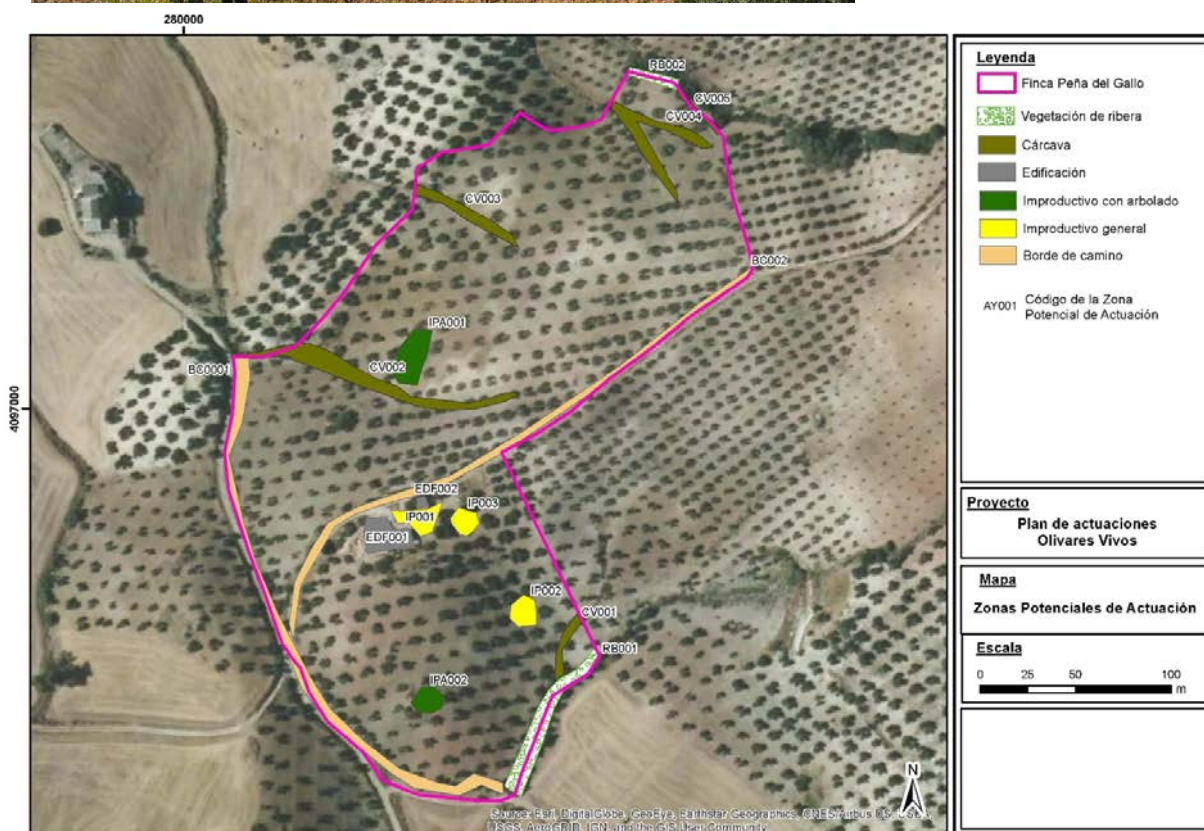 280000
4097000
RB002
CV005
CV004
CV003
BC002
IPA001
CV002
BC0001
EDF002
IP003
IP001
EDF001
IP002
CV001
RB001
IPA002
N
Source: Esri, DigitalGlobe, GeoEye, Earthstar Geographics, CNES/Airbus DS, USDA,
USGS, AeroGRID, IGN, and the GIS User Community
Leyenda
Finca Peña del Gallo
Vegetación de ribera
Cárcava
Edificación
Improductivo con arbolado
Improductivo general
Borde de camino
AY001 Código de la Zona
Potencial de Actuación
Proyecto
Plan de actuaciones
Olivares Vivos
Mapa
Zonas Potenciales de Actuación
Escala
0 25 50 100
m